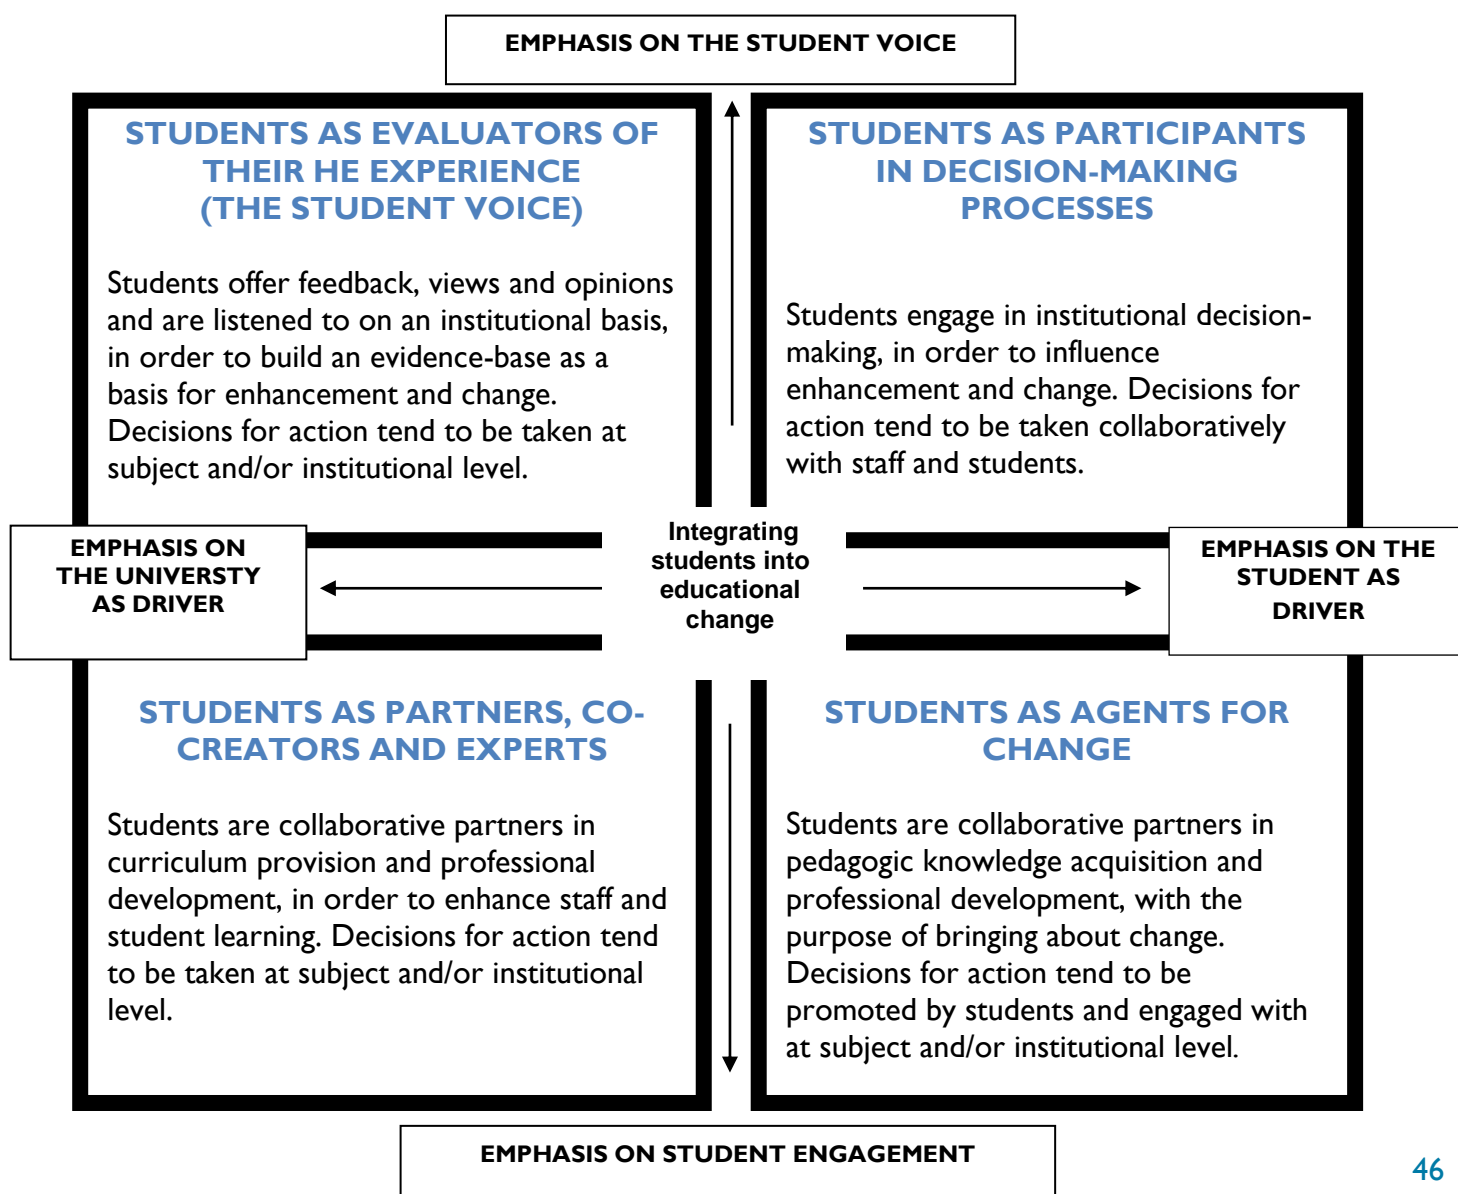 EMPHASIS ON THE STUDENT VOICE
STUDENTS AS EVALUATORS OF
THEIR HE EXPERIENCE
(THE STUDENT VOICE)
Students offer feedback, views and opinions
and are listened to on an institutional basis,
in order to build an evidence-base as a
basis for enhancement and change.
Decisions for action tend to be taken at
subject and/or institutional level.
STUDENTS AS PARTICIPANTS
IN DECISION-MAKING
PROCESSES
Students engage in institutional decision-
making, in order to influence
enhancement and change. Decisions for
action tend to be taken collaboratively
with staff and students.
EMPHASIS ON
THE UNIVERSTY
AS DRIVER
Integrating
students into
educational
change
EMPHASIS ON THE
STUDENT AS
DRIVER
STUDENTS AS PARTNERS, CO-
CREATORS AND EXPERTS
Students are collaborative partners in
curriculum provision and professional
development, in order to enhance staff and
student learning. Decisions for action tend
to be taken at subject and/or institutional
level.
STUDENTS AS AGENTS FOR
CHANGE
Students are collaborative partners in
pedagogic knowledge acquisition and
professional development, with the
purpose of bringing about change.
Decisions for action tend to be
promoted by students and engaged with
at subject and/or institutional level.
EMPHASIS ON STUDENT ENGAGEMENT
46